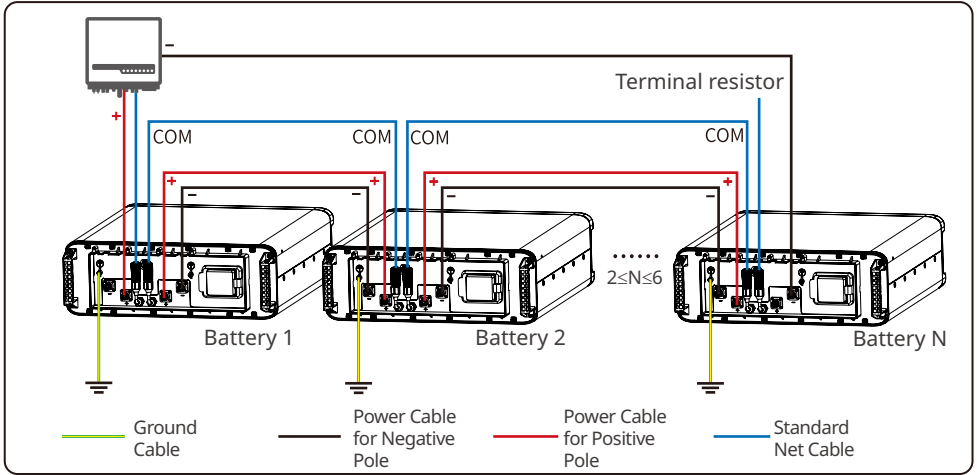 −
Terminal resistor
+
COM
COM
COM
COM
+
−
−
+
+
−
−
+
2≤N≤6
Battery 1
Battery 2
Battery N
Ground
Cable
Power Cable
for Negative
Pole
Power Cable
for Positive
Pole
Standard
Net Cable